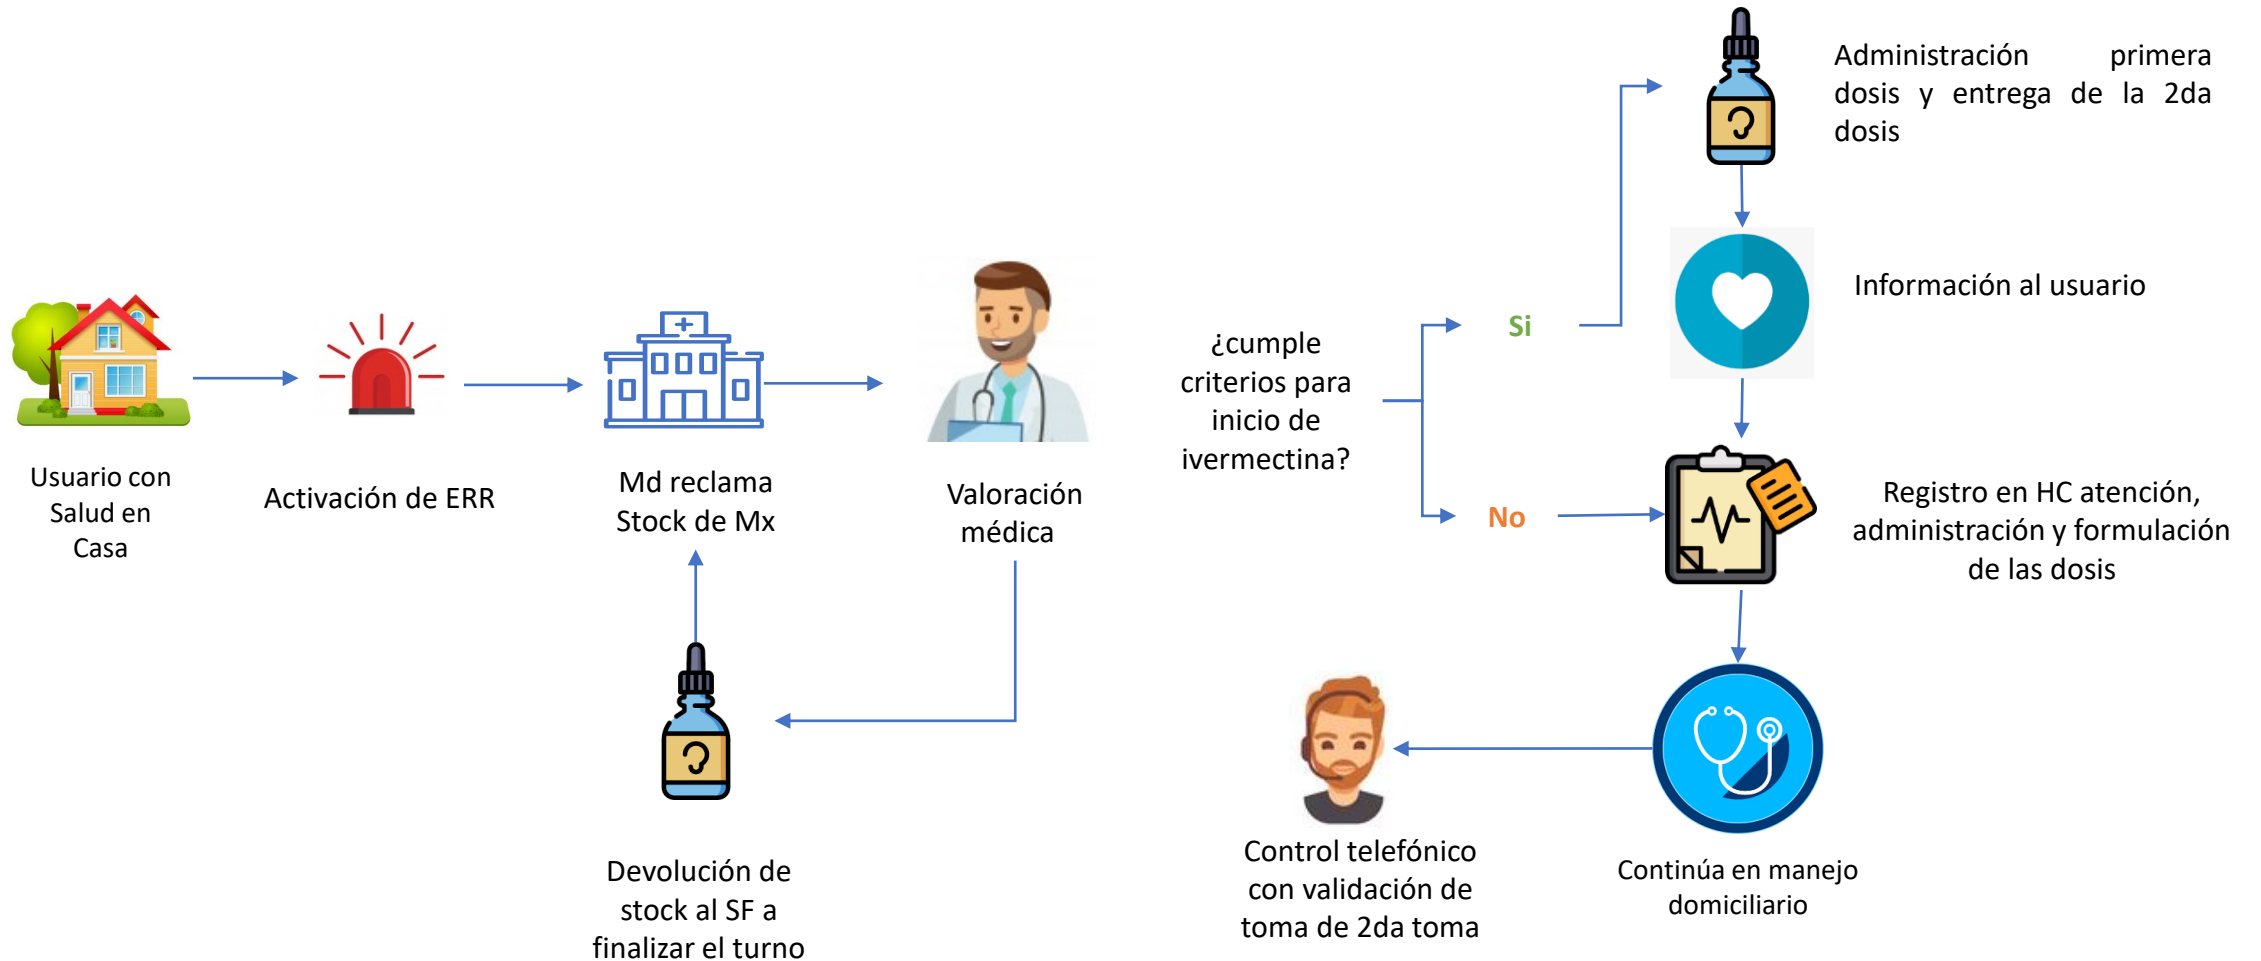 Usuario con
Salud en
Casa
Activación de ERR
Md reclama
Stock de Mx
Valoración
médica
Devolución de
stock al SF a
finalizar el turno
¿cumple
criterios para
inicio de
ivermectina?
Si
No
Administración primera
dosis y entrega de la 2da
dosis
Información al usuario
Registro en HC atención,
administración y formulación
de las dosis
Continúa en manejo
domiciliario
Control telefónico
con validación de
toma de 2da toma